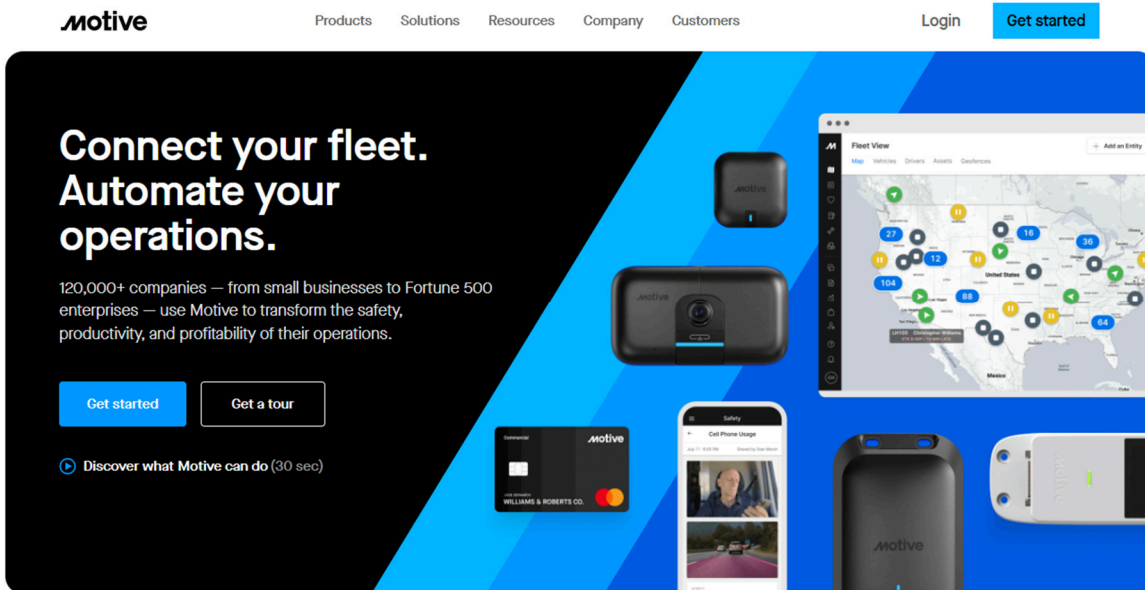 Motive
Products Solutions Resources Company Customers
Login
Get started
Connect your fleet.
Automate your
operations.
120,000+ companies — from small businesses to Fortune 500
enterprises — use Motive to transform the safety,
productivity, and profitability of their operations.
Get started
Get a tour
Discover what Motive can do (30 sec)
motive
motive
Commercial
motive
WILLIAMS & ROBERTS CO.
Safety
Cell Phone Usage
Fleet View
+ Add an Entity
Map Vehicles Drivers Assets Geofences
27
16
36
12
104
88
64
United States
Mexico
LH105 Christopher Williams
motive
motive